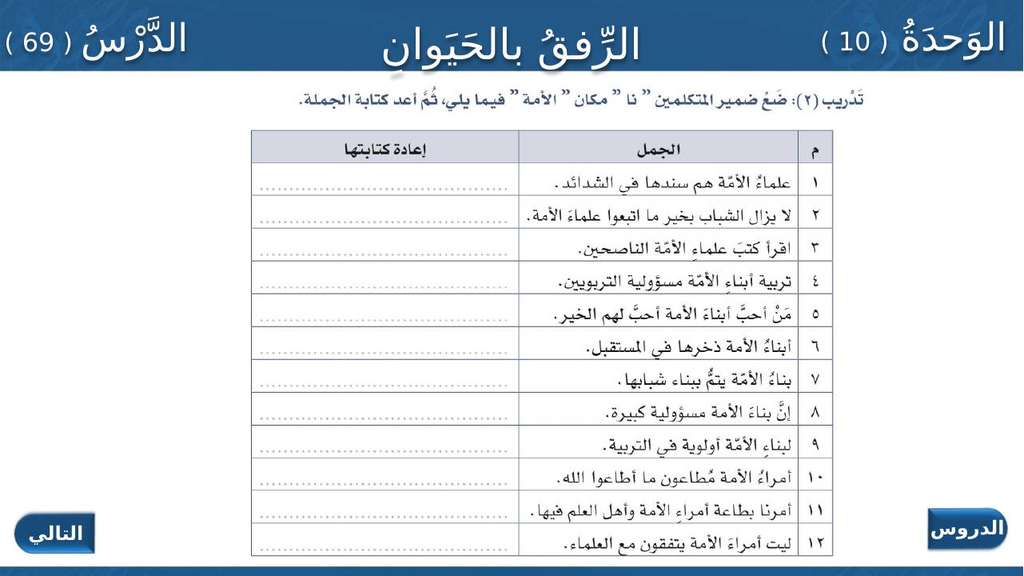 الوَحدَةُ ( 10 )
الرِّفقُ بالحَيَوانِ
الدَّرْسُ ( 69 )
تَدْريب (٢): ضَعْ ضمير المتكلمين " نا " مكان " الأمة " فيما يلي، ثُمَّ أعد كتابة الجملة.
م الجمل إعادة كتابتها
١ علماءُ الأمّة هم سندها في الشدائد.
٢ لا يزال الشباب بخير ما اتبعوا علماءَ الأمة.
٣ اقرأ كتبَ علماءِ الأمّة الناصحين.
٤ تربية أبناءِ الأمّة مسؤولية التربويين.
٥ مَنْ أحبَّ أبناءَ الأمة أحبَّ لهم الخير.
٦ أبناءُ الأمة ذخرها في المستقبل.
٧ بناءُ الأمّة يتمُّ ببناء شبابها.
٨ إنَّ بناءَ الأمة مسؤولية كبيرة.
٩ لبناءِ الأمّة أولوية في التربية.
١٠ أمراءُ الأمة مُطاعون ما أطاعوا الله.
١١ أمرنا بطاعة أمراءِ الأمة وأهل العلم فيها.
١٢ ليت أمراءَ الأمة يتفقون مع العلماء.
الدروس
التالي